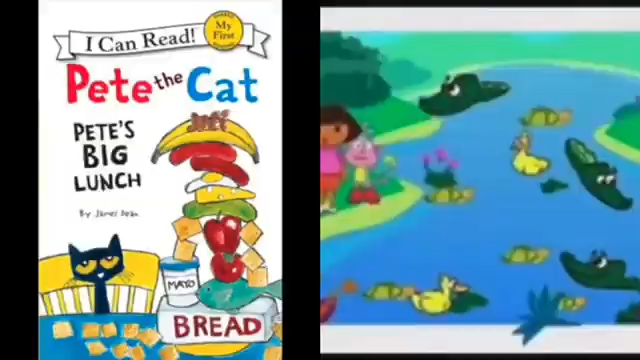 I Can Read!
My
First
Pete the Cat
PETE'S
BIG
LUNCH
By James Dean
MAYO
BREAD